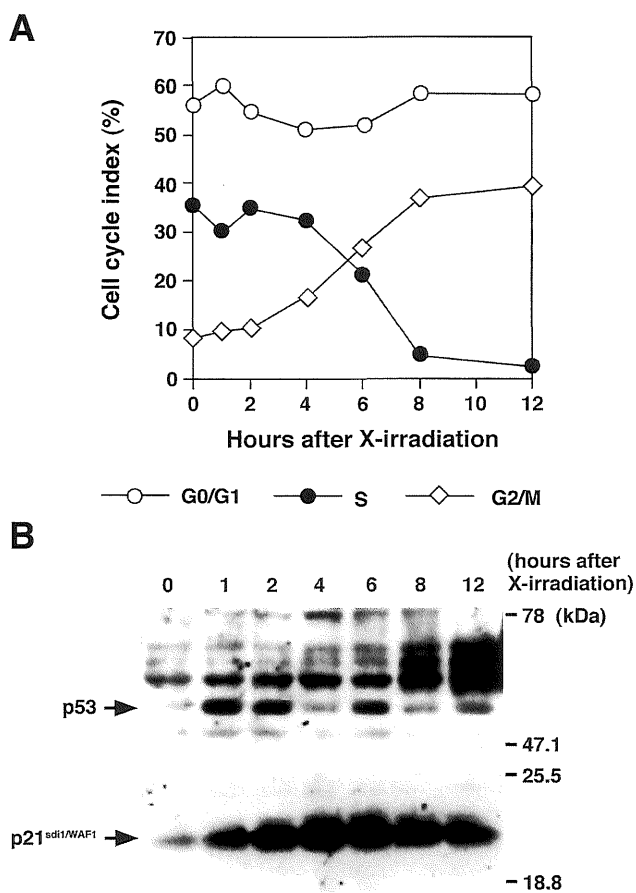 A
70
60
50
40
30
20
10
0
Cell cycle index (%)
0 2 4 6 8 10 12
Hours after X-irradiation
G0/G1 S G2/M
B
(hours after
0 1 2 4 6 8 12 X-irradiation)
78 (kDa)
p53
47.1
25.5
p21sdi1/WAF1
18.8